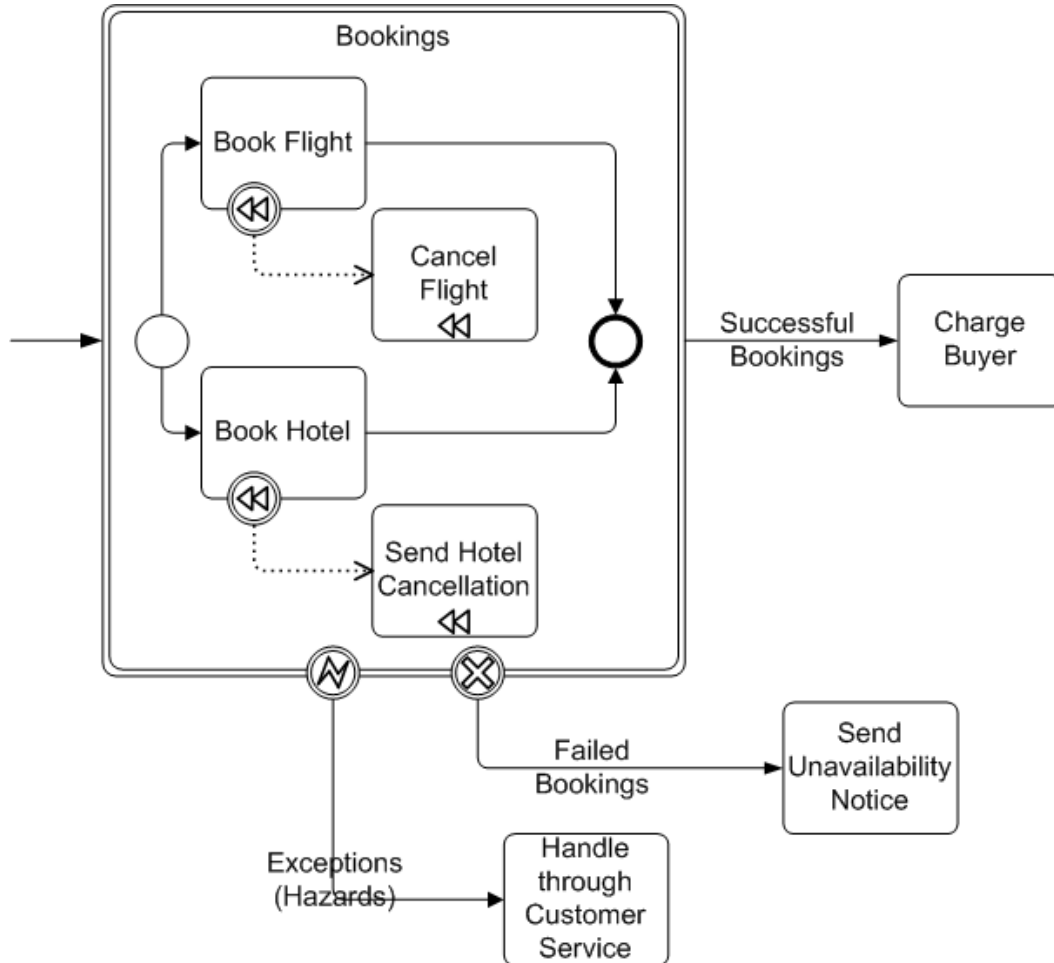 Bookings
Book Flight
Cancel
Flight
Successful
Bookings
Charge
Buyer
Book Hotel
Send Hotel
Cancellation
Failed
Bookings
Send
Unavailability
Notice
Exceptions
(Hazards)
Handle
through
Customer
Service